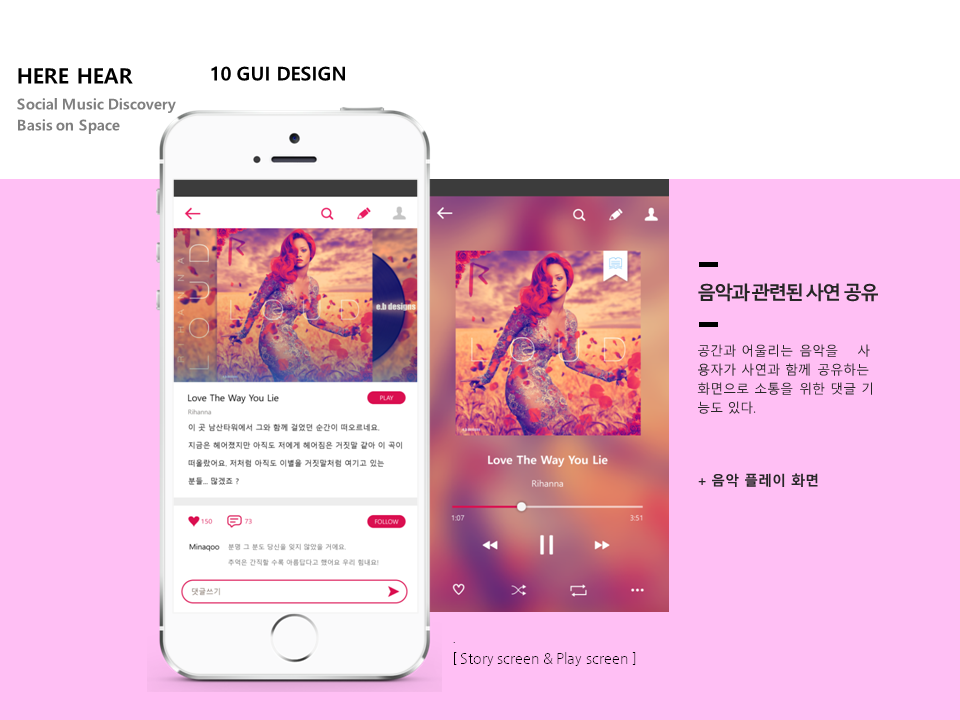 HERE HEAR
10 GUI DESIGN
Social Music Discovery
Basis on Space
LOUD
RIHANNA
R
LOUD
e.b designs
Love The Way You Lie
PLAY
Rihanna
이 곳 남산타워에서 그와 함께 걸었던 순간이 떠오르네요.
지금은 헤어졌지만 아직도 저에게 헤어짐은 거짓말 같아 이 곡이
떠올랐어요. 저처럼 아직도 이별을 거짓말처럼 여기고 있는
분들... 많겠죠 ?
150
73
FOLLOW
Minaqoo
분명 그 분도 당신을 잊지 않았을 거예요.
추억은 간직할 수록 아름답다고 했어요 우리 힘내요!
댓글쓰기
R
LOUD
Love The Way You Lie
Rihanna
1:07
3:51
[ Story screen & Play screen ]
음악과 관련된 사연 공유
공간과 어울리는 음악을 사
용자가 사연과 함께 공유하는
화면으로 소통을 위한 댓글 기
능도 있다.
+ 음악 플레이 화면